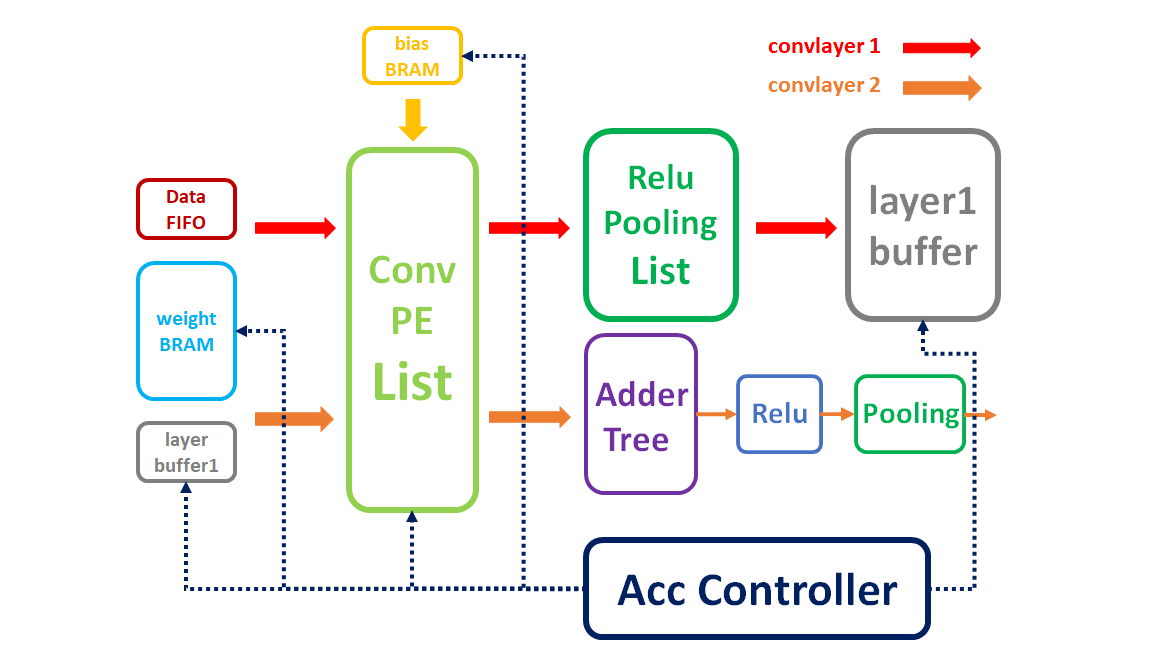 bias
BRAM
convlayer 1
convlayer 2
Data
FIFO
weight
BRAM
layer
buffer1
Conv
PE
List
Relu
Pooling
List
layer1
buffer
Adder
Tree
Relu
Pooling
Acc Controller